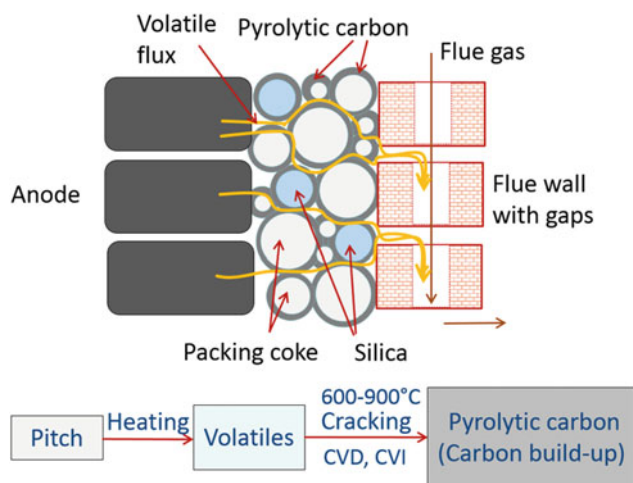 Volatile
flux
Pyrolytic carbon
Flue gas
Anode
Flue wall
with gaps
Packing coke
Silica
Pitch
Heating
Volatiles
600-900°C
Cracking
CVD, CVI
Pyrolytic carbon
(Carbon build-up)